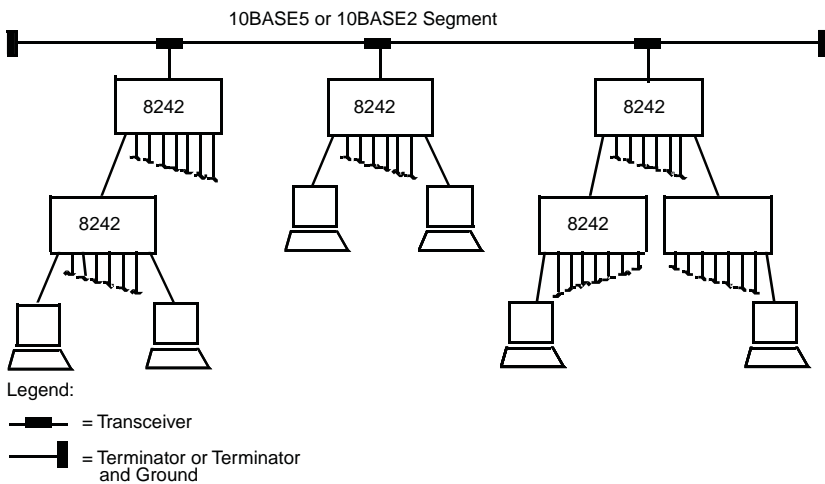 10BASE5 or 10BASE2 Segment
8242
8242
8242
8242
8242
Legend:
= Transceiver
= Terminator or Terminator
and Ground